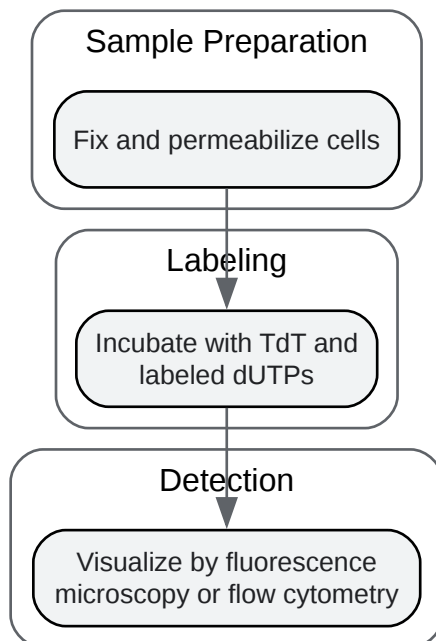 Sample Preparation
Fix and permeabilize cells
Labeling
Incubate with TdT and
labeled dUTPs
Detection
Visualize by fluorescence
microscopy or flow cytometry